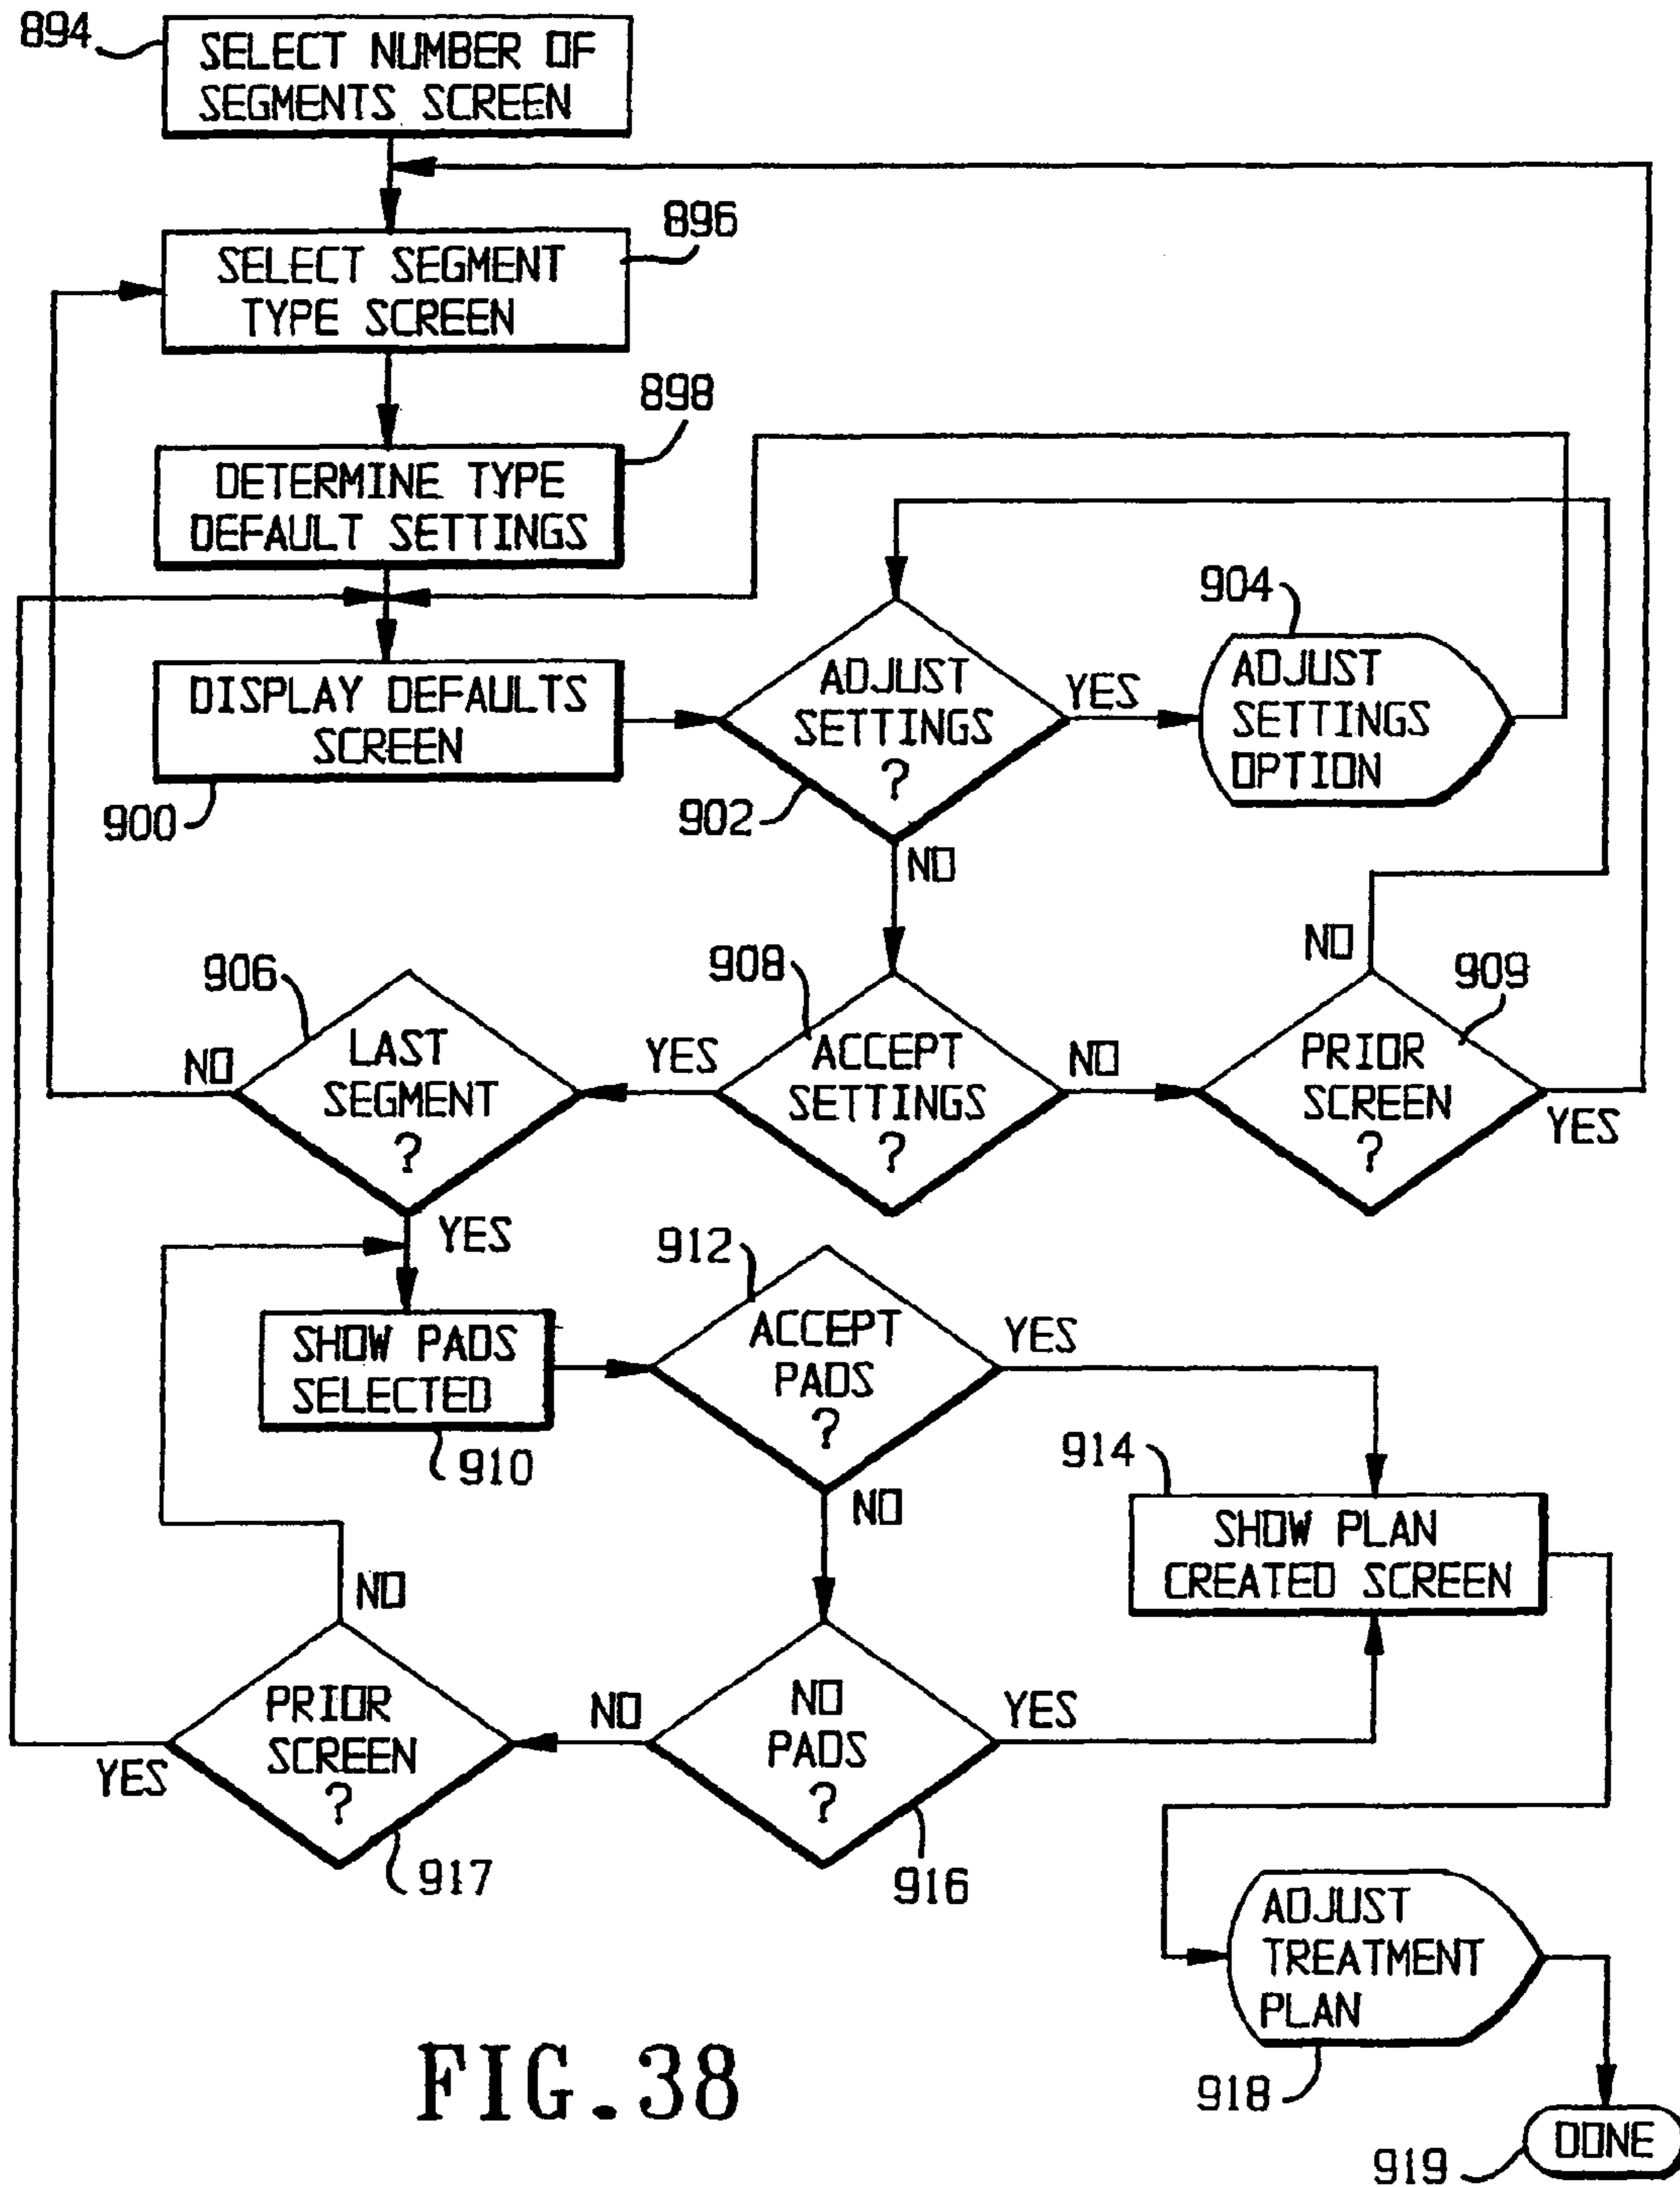 894
SELECT NUMBER OF
SEGMENTS SCREEN
896
SELECT SEGMENT
TYPE SCREEN
898
DETERMINE TYPE
DEFAULT SETTINGS
DISPLAY DEFAULTS
SCREEN
900
ADJUST
SETTINGS
?
902
YES
NO
904
ADJUST
SETTINGS
OPTION
906
LAST
SEGMENT
?
NO
YES
908
ACCEPT
SETTINGS
?
YES
NO
909
PRIOR
SCREEN
?
NO
YES
SHOW PADS
SELECTED
910
912
ACCEPT
PADS
?
YES
NO
914
SHOW PLAN
CREATED SCREEN
PRIOR
SCREEN
?
NO
YES
917
NO
PADS
?
NO
YES
916
ADJUST
TREATMENT
PLAN
918
DONE
919
FIG.38